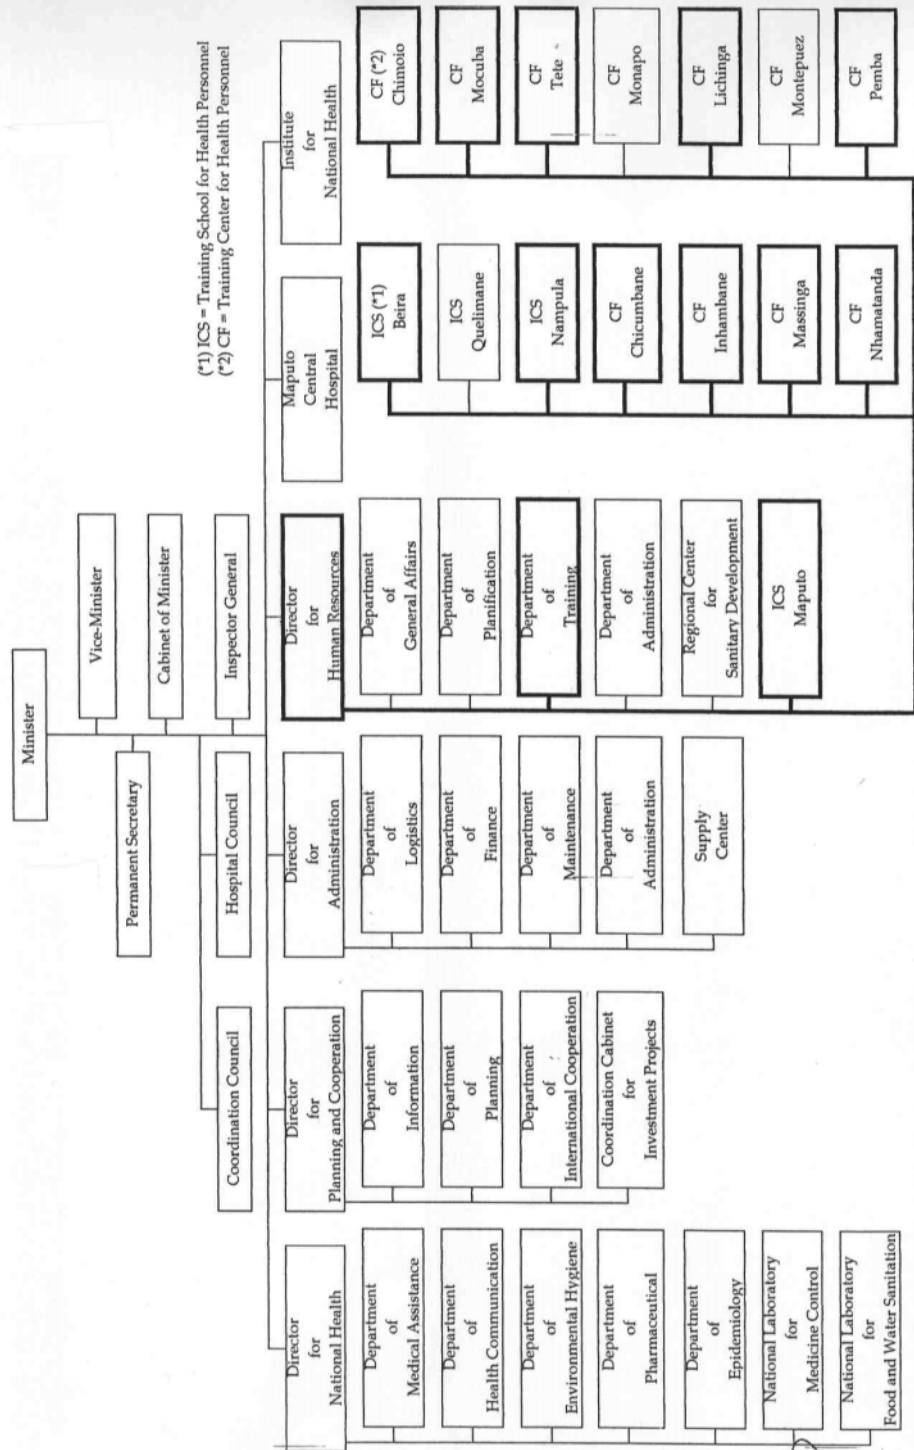 Minister
Vice-Minister
Permanent Secretary
Cabinet of Minister
Coordination Council
Hospital Council
Inspector General
(*1) ICS = Training School for Health Personnel
(*2) CF = Training Center for Health Personnel
Director
for
National Health
Department
of
Medical Assistance
Department
of
Health Communication
Department
of
Environmental Hygiene
Department
of
Pharmaceutical
Department
of
Epidemiology
National Laboratory
for
Medicine Control
National Laboratory
for
Food and Water Sanitation
Director
for
Planning and Cooperation
Department
of
Information
Department
of
Planning
Department
of
International Cooperation
Coordination Cabinet
for
Investment Projects
Director
for
Administration
Department
of
Logistics
Department
of
Finance
Department
of
Maintenance
Department
of
Administration
Supply
Center
Director
for
Human Resources
Department
of
General Affairs
Department
of
Planification
Department
of
Training
Department
of
Administration
Regional Center
for
Sanitary Development
ICS
Maputo
Maputo
Central
Hospital
ICS (*1)
Beira
ICS
Quelimane
ICS
Nampula
CF
Chicumbane
CF
Inhambane
CF
Massinga
CF
Nhamatanda
Institute
for
National Health
CF (*2)
Chimoio
CF
Mocuba
CF
Tete
CF
Monapo
CF
Lichinga
CF
Montepuez
CF
Pemba